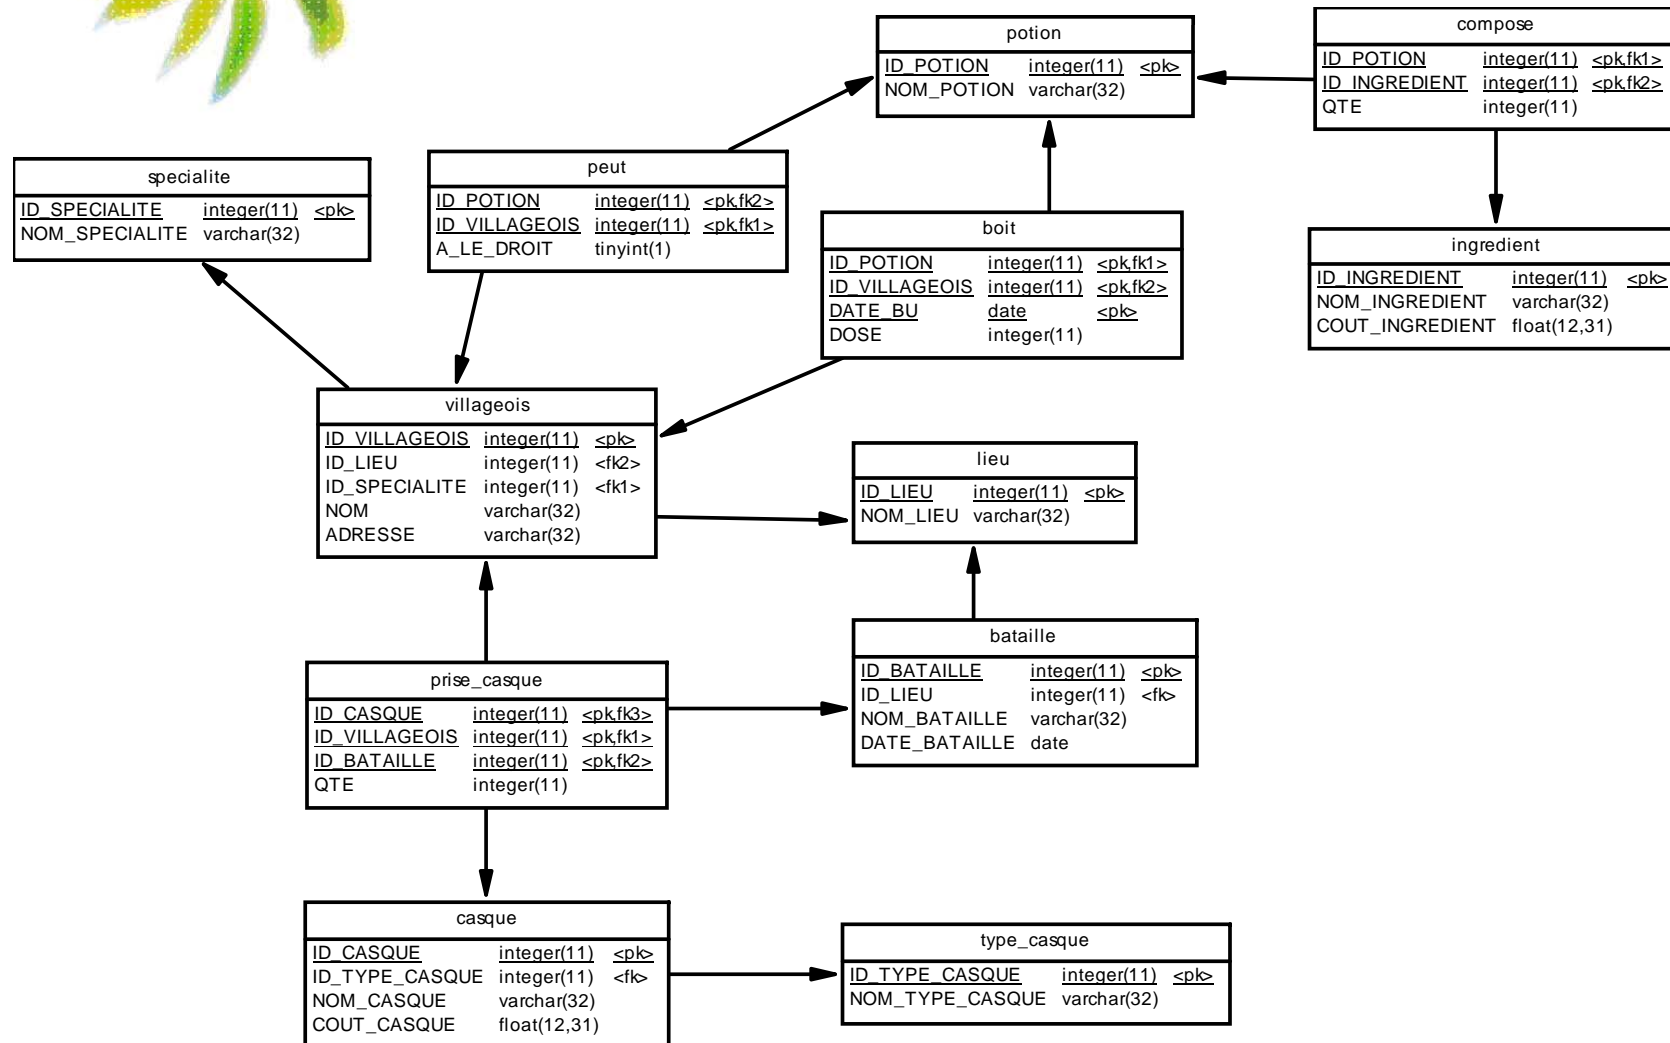 potion
ID_POTION integer(11) <pk>
NOM_POTION varchar(32)
compose
ID_POTION integer(11) <pk,fk1>
ID_INGREDIENT integer(11) <pk,fk2>
QTE integer(11)
specialite
ID_SPECIALITE integer(11) <pk>
NOM_SPECIALITE varchar(32)
peut
ID_POTION integer(11) <pk,fk2>
ID_VILLAGEOIS integer(11) <pk,fk1>
A_LE_DROIT tinyint(1)
boit
ID_POTION integer(11) <pk,fk1>
ID_VILLAGEOIS integer(11) <pk,fk2>
DATE_BU date <pk>
DOSE integer(11)
ingredient
ID_INGREDIENT integer(11) <pk>
NOM_INGREDIENT varchar(32)
COUT_INGREDIENT float(12,31)
villageois
ID_VILLAGEOIS integer(11) <pk>
ID_LIEU integer(11) <fk2>
ID_SPECIALITE integer(11) <fk1>
NOM varchar(32)
ADRESSE varchar(32)
lieu
ID_LIEU integer(11) <pk>
NOM_LIEU varchar(32)
bataille
ID_BATAILLE integer(11) <pk>
ID_LIEU integer(11) <fk>
NOM_BATAILLE varchar(32)
DATE_BATAILLE date
prise_casque
ID_CASQUE integer(11) <pk,fk3>
ID_VILLAGEOIS integer(11) <pk,fk1>
ID_BATAILLE integer(11) <pk,fk2>
QTE integer(11)
casque
ID_CASQUE integer(11) <pk>
ID_TYPE_CASQUE integer(11) <fk>
NOM_CASQUE varchar(32)
COUT_CASQUE float(12,31)
type_casque
ID_TYPE_CASQUE integer(11) <pk>
NOM_TYPE_CASQUE varchar(32)